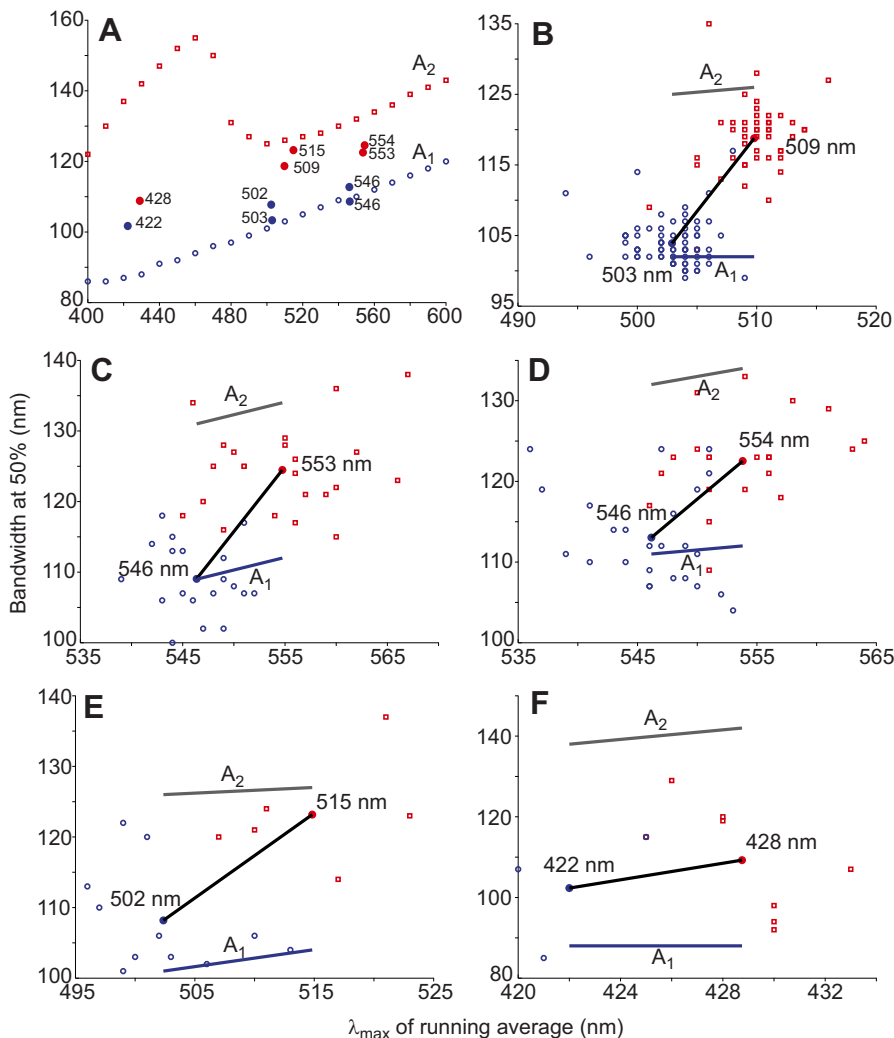 A
160
140
120
100
80
400
440
480
520
560
600
A2
A1
428
422
515
509
502
503
554
553
546
546
B
135
125
115
105
95
490
500
510
520
A2
509 nm
503 nm
A1
C
140
130
120
110
100
535
545
555
565
A2
553 nm
546 nm
A1
D
130
120
110
100
535
545
555
565
A2
554 nm
546 nm
A1
E
140
130
120
110
100
495
505
515
525
A2
515 nm
502 nm
A1
F
140
120
100
80
420
424
428
432
A2
428 nm
422 nm
A1
Bandwidth at 50% (nm)
λmax of running average (nm)